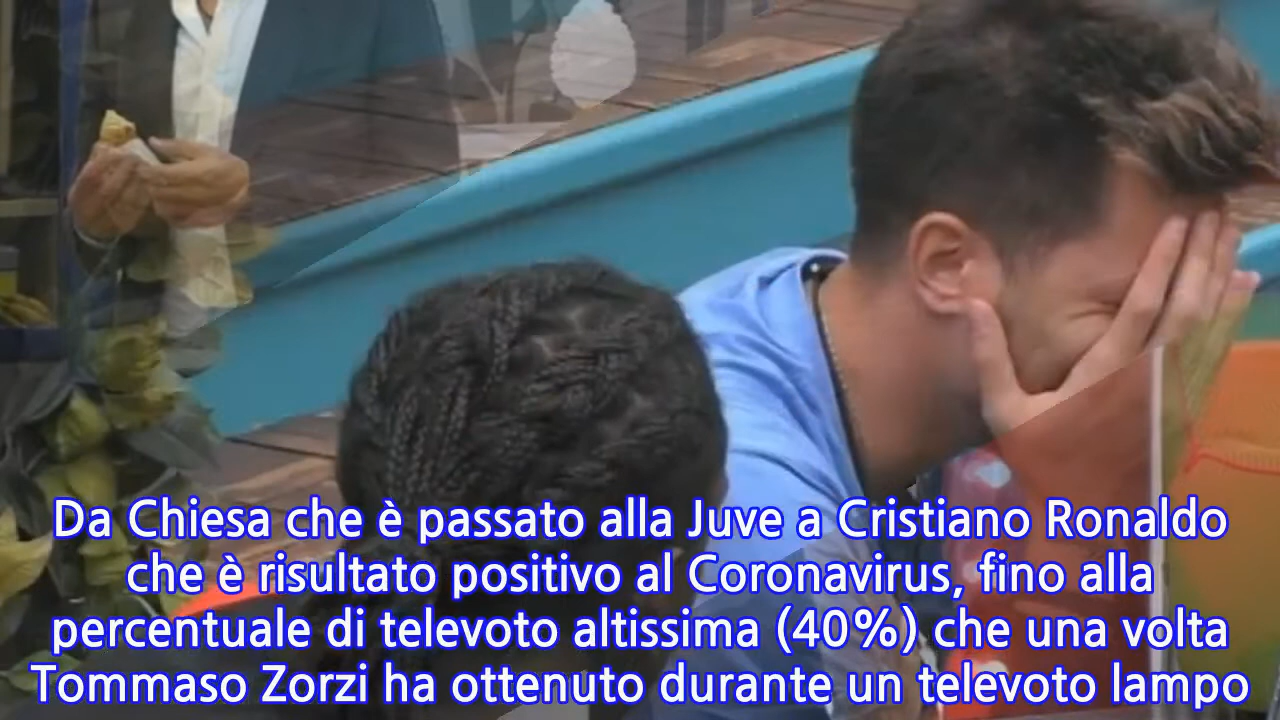 Da Chiesa che è passato alla Juve a Cristiano Ronaldo
che è risultato positivo al Coronavirus, fino alla
percentuale di televoto altissima (40%) che una volta
Tommaso Zorzi ha ottenuto durante un televoto lampo